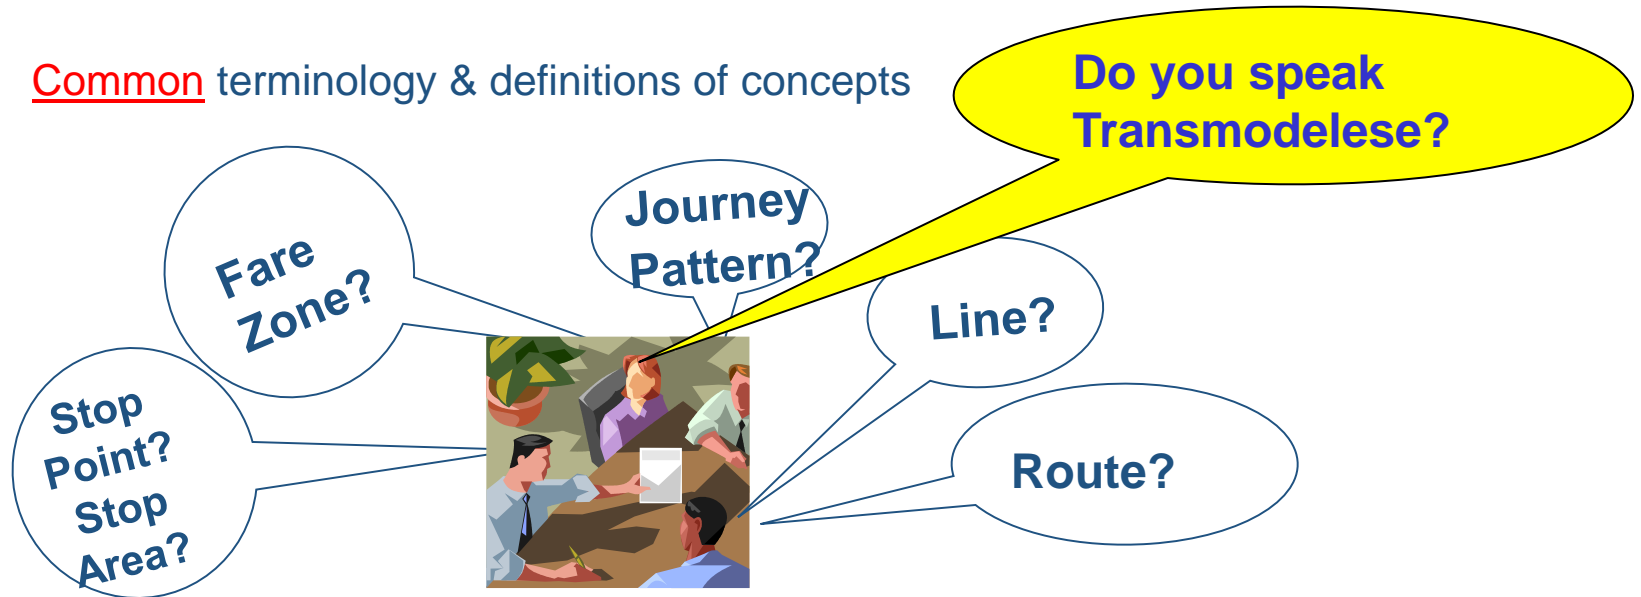 Common terminology & definitions of concepts
Do you speak
Transmodelese?
Fare
Zone?
Journey
Pattern?
Line?
Stop
Point?
Stop
Area?
Route?